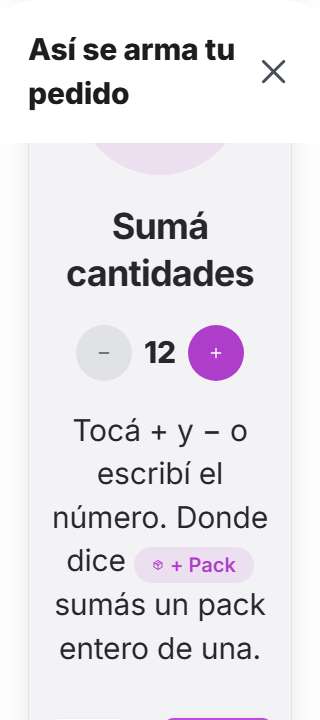 Así se arma tu
pedido
Sumá
cantidades
− 12 +
Tocá + y − o
escribí el
número. Donde
dice + Pack
sumás un pack
entero de una.